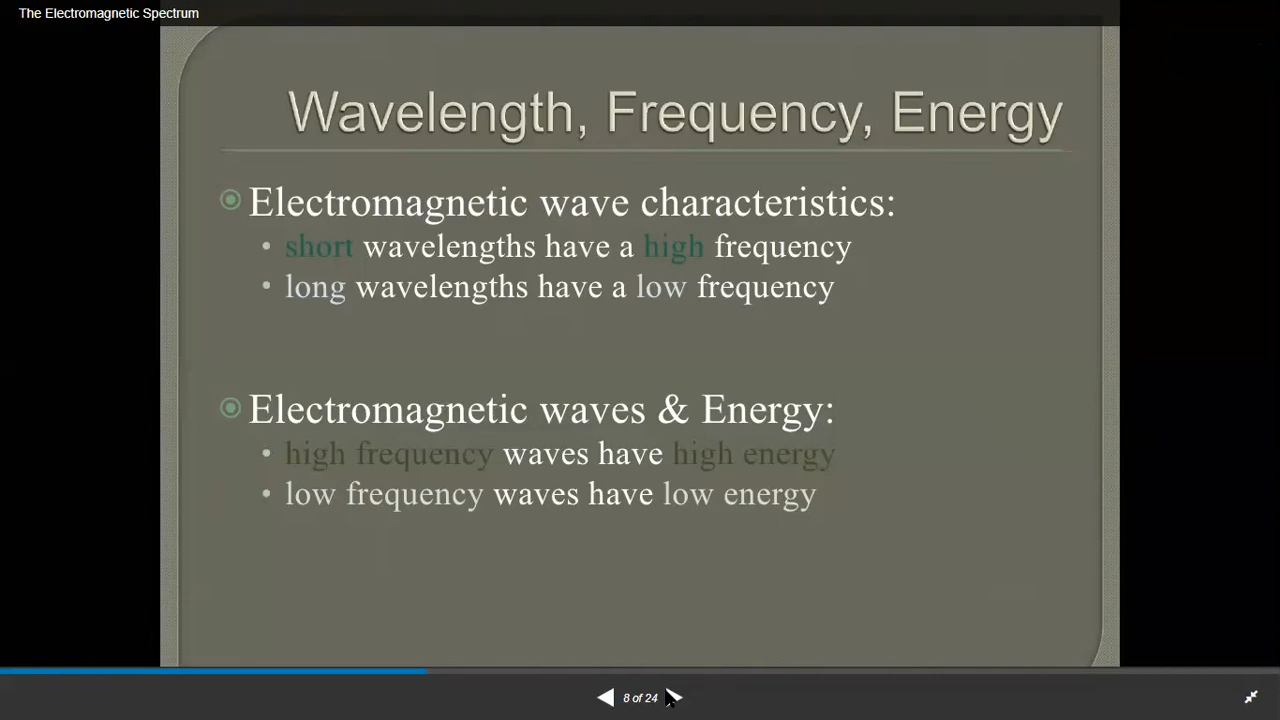 The Electromagnetic Spectrum
Wavelength, Frequency, Energy
Electromagnetic wave characteristics:
• short wavelengths have a high frequency
• long wavelengths have a low frequency
Electromagnetic waves & Energy:
• high frequency waves have high energy
• low frequency waves have low energy
8 of 24